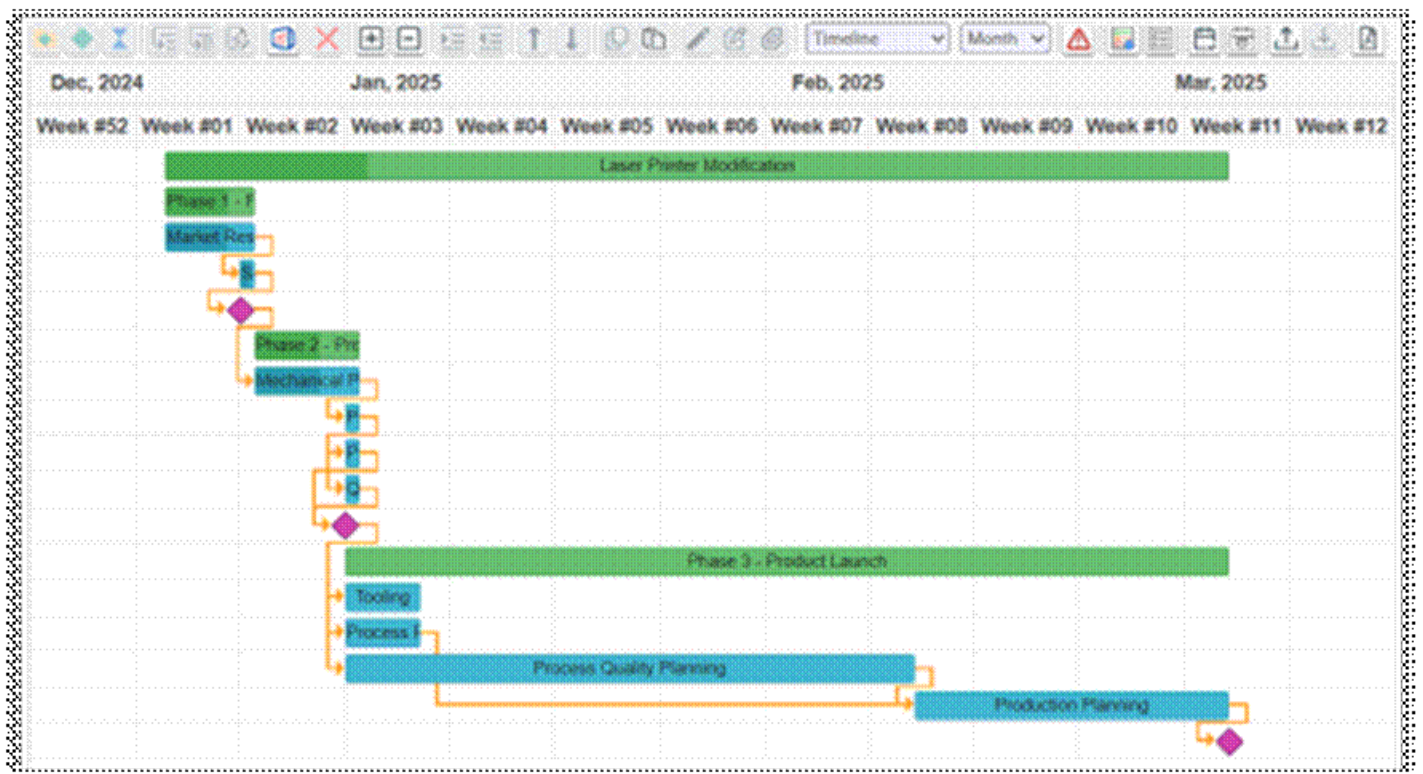 Timeline Month
Dec, 2024 Jan, 2025 Feb, 2025 Mar, 2025
Week #52 Week #01 Week #02 Week #03 Week #04 Week #05 Week #06 Week #07 Week #08 Week #09 Week #10 Week #11 Week #12
Laser Printer Modification
Phase 1 - F
Market Res
S
Phase 2 - Pro
Mechanical P
P
P
Q
Phase 3 - Product Launch
Tooling
Process F
Process Quality Planning
Production Planning